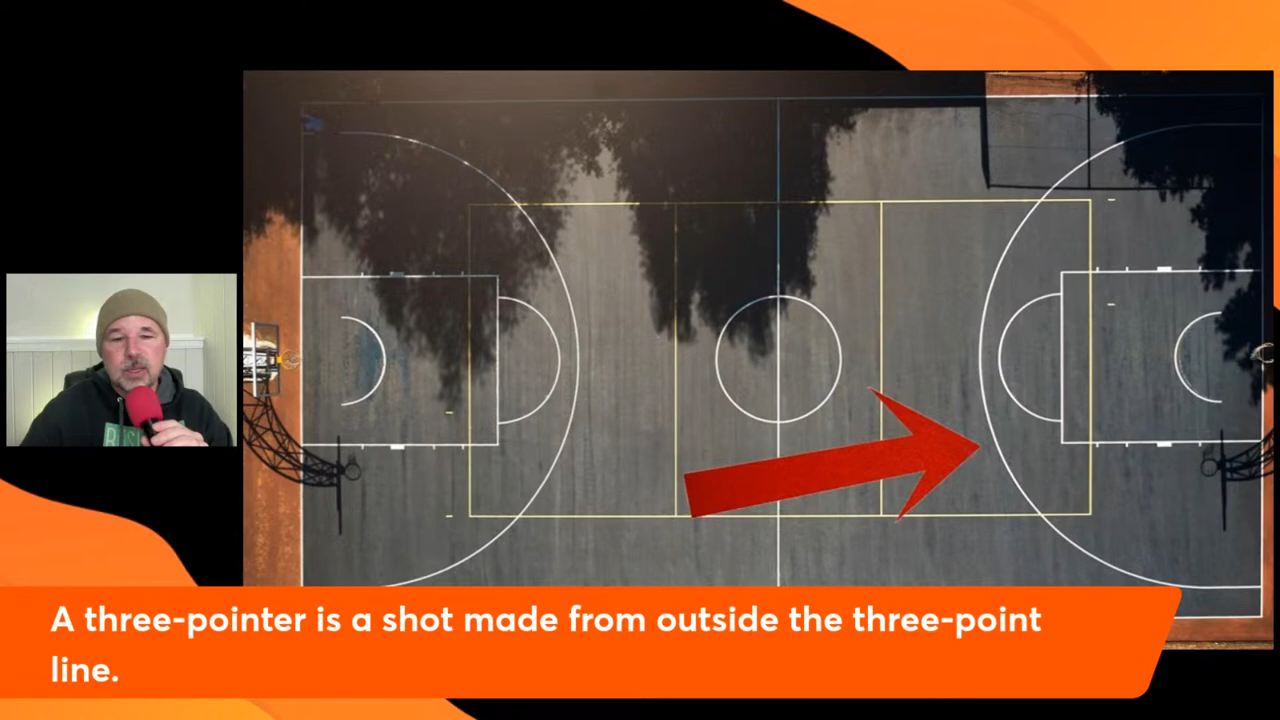 A three-pointer is a shot made from outside the three-point
line.